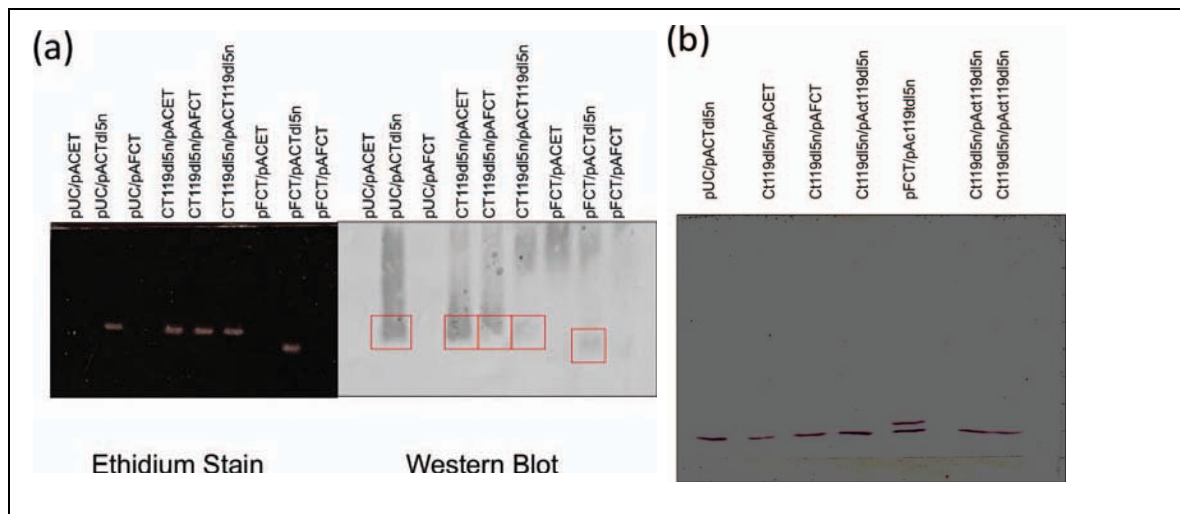 (a)
pUC/pACET
pUC/pACTdl5n
pUC/pAFCT
CT119dl5n/pACET
CT119dl5n/pAFCT
CT119dl5n/pACT119dl5n
pFCT/pACET
pFCT/pACTdl5n
pFCT/pAFCT
pUC/pACET
pUC/pACTdl5n
pUC/pAFCT
CT119dl5n/pACET
CT119dl5n/pAFCT
CT119dl5n/pACT119dl5n
pFCT/pACET
pFCT/pACTdl5n
pFCT/pAFCT
Ethidium Stain
Western Blot
(b)
pUC/pACTdl5n
Ct119dl5n/pACET
Ct119dl5n/pAFCT
Ct119dl5n/pAct119dl5n
pFCT/pAc119tdl5n
Ct119dl5n/pAct119dl5n
Ct119dl5n/pAct119dl5n